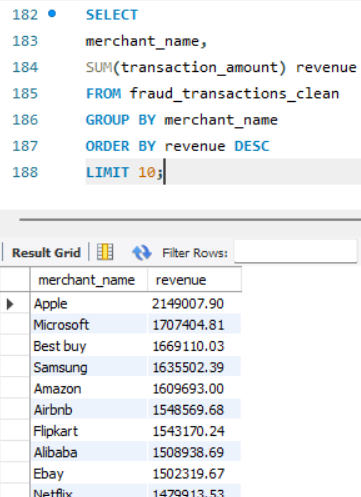 182 SELECT
183 merchant_name,
184 SUM(transaction_amount) revenue
185 FROM fraud_transactions_clean
186 GROUP BY merchant_name
187 ORDER BY revenue DESC
188 LIMIT 10;
Result Grid Filter Rows:
merchant_name revenue
Apple 2149007.90
Microsoft 1707404.81
Best buy 1669110.03
Samsung 1635502.39
Amazon 1609693.00
Airbnb 1548569.68
Flipkart 1543170.24
Alibaba 1508938.69
Ebay 1502319.67
Netflix 1479913.53